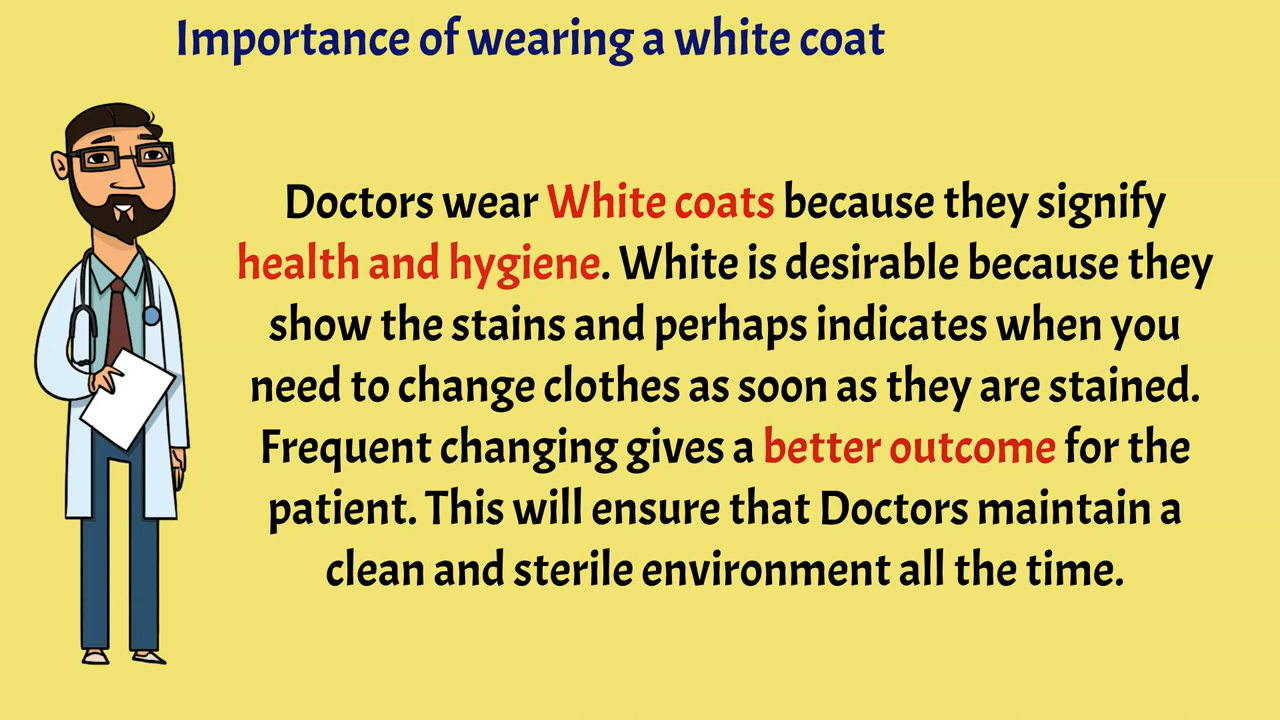 Importance of wearing a white coat
Doctors wear White coats because they signify
health and hygiene. White is desirable because they
show the stains and perhaps indicates when you
need to change clothes as soon as they are stained.
Frequent changing gives a better outcome for the
patient. This will ensure that Doctors maintain a
clean and sterile environment all the time.